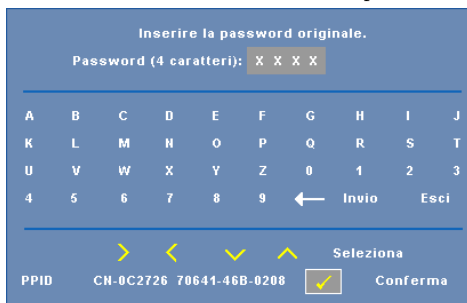 Inserire la password originale.
Password (4 caratteri): X X X X
A B C D E F G H I J
K L M N O P Q R S T
U V W X Y Z 0 1 2 3
4 5 6 7 8 9 Invio Esci
Seleziona
PPID CN-0C2726 70641-46B-0208 Conferma